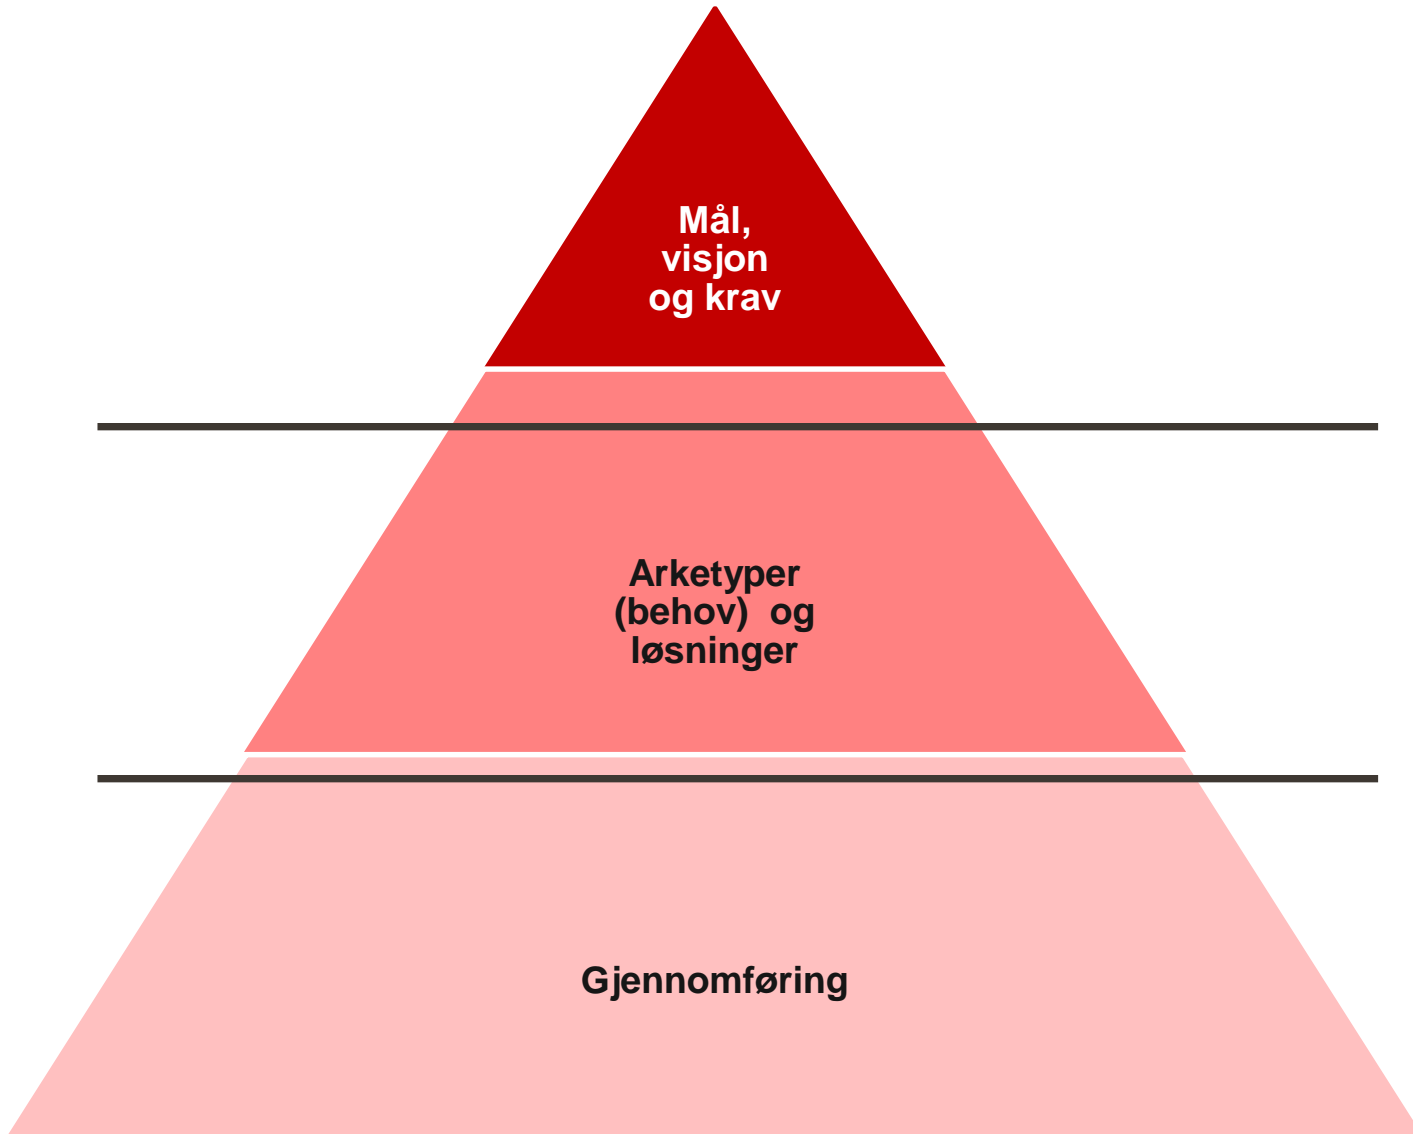 Mål,
visjon
og krav
Arketyper
(behov)  og
løsninger
Gjennomføring